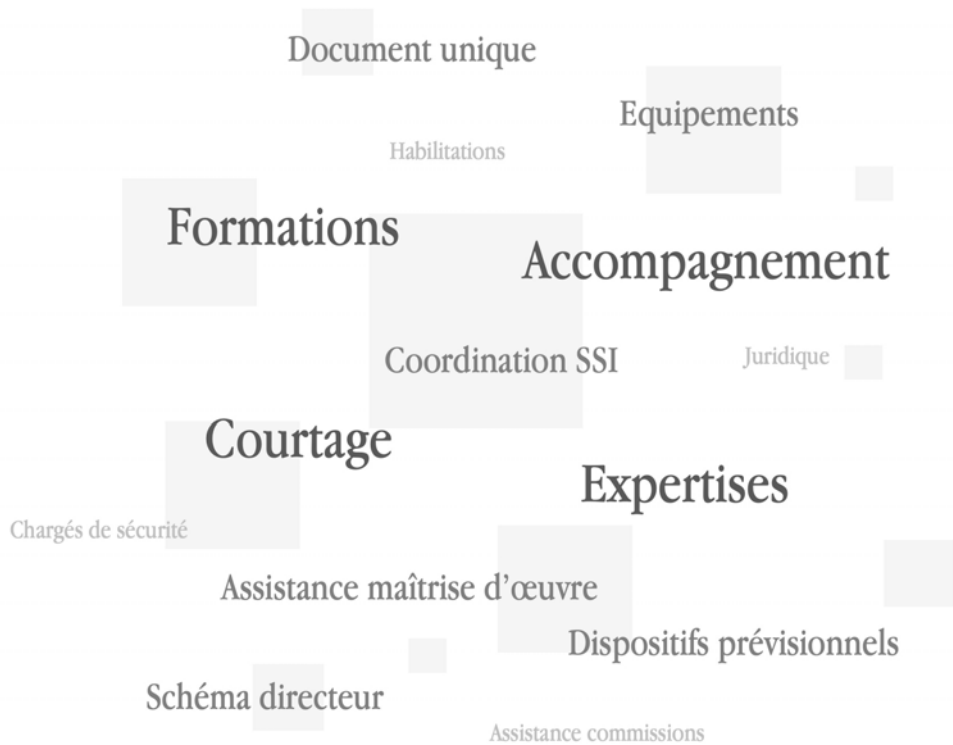 Document unique
Equipements
Habilitations
Formations
Accompagnement
Coordination SSI
Juridique
Courtage
Expertises
Chargés de sécurité
Assistance maîtrise d’œuvre
Dispositifs prévisionnels
Schéma directeur
Assistance commissions